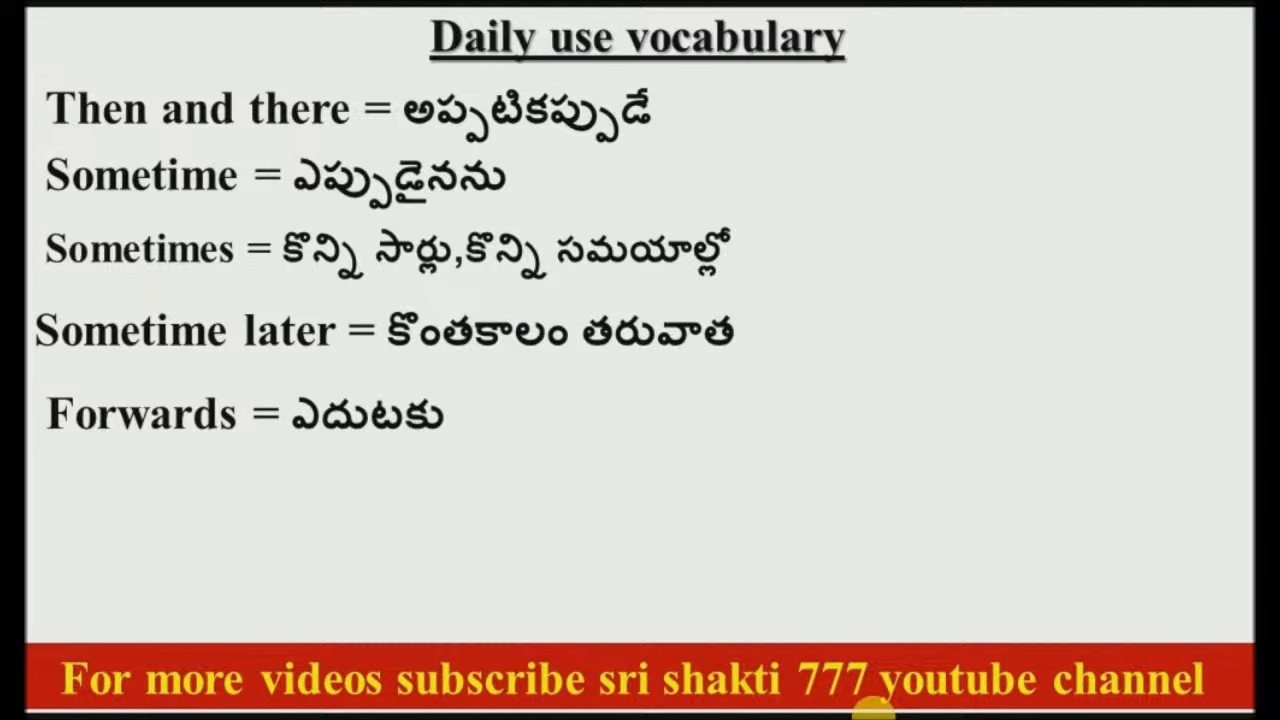 Daily use vocabulary
Then and there = అప్పటికప్పుడే
Sometime = ఎప్పుడైనను
Sometimes = కొన్ని సార్లు,కొన్ని సమయాల్లో
Sometime later = కొంతకాలం తరువాత
Forwards = ఎదుటకు
For more videos subscribe sri shakti 777 youtube channel